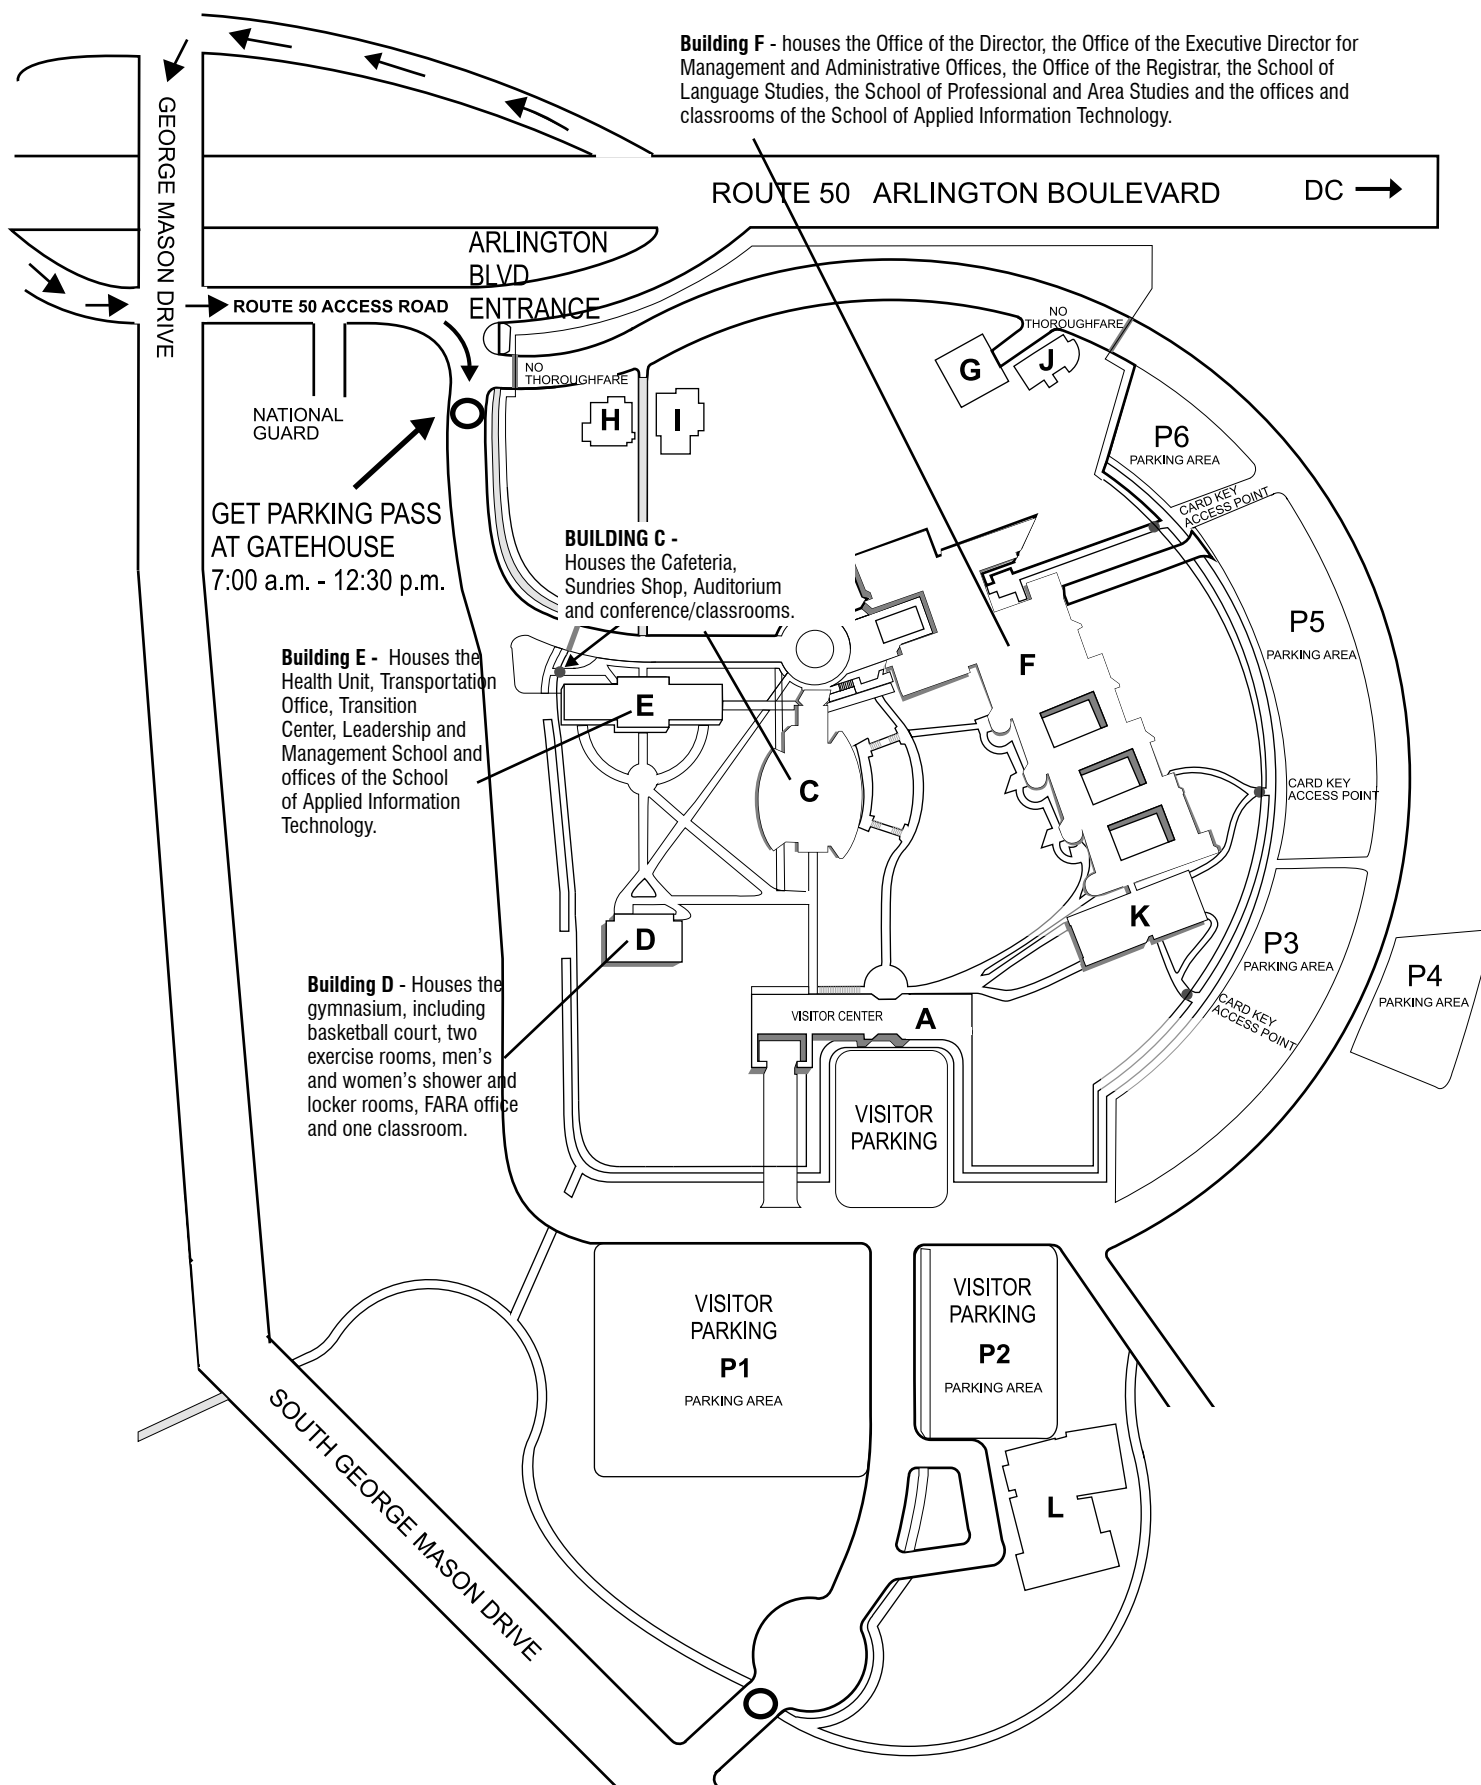 Building F - houses the Office of the Director, the Office of the Executive Director for
Management and Administrative Offices, the Office of the Registrar, the School of
Language Studies, the School of Professional and Area Studies and the offices and
classrooms of the School of Applied Information Technology.
GEORGE MASON DRIVE
ROUTE 50 ARLINGTON BOULEVARD
DC
ARLINGTON
BLVD
ENTRANCE
ROUTE 50 ACCESS ROAD
NO
THOROUGHFARE
NO
THOROUGHFARE
G
J
H
I
NATIONAL
GUARD
P6
PARKING AREA
CARD KEY
ACCESS POINT
GET PARKING PASS
AT GATEHOUSE
7:00 a.m. - 12:30 p.m.
BUILDING C -
Houses the Cafeteria,
Sundries Shop, Auditorium
and conference/classrooms.
P5
PARKING AREA
Building E - Houses the
Health Unit, Transportation
Office, Transition
Center, Leadership and
Management School and
offices of the School
of Applied Information
Technology.
F
E
C
CARD KEY
ACCESS POINT
K
D
P3
PARKING AREA
P4
PARKING AREA
Building D - Houses the
gymnasium, including
basketball court, two
exercise rooms, men’s
and women’s shower and
locker rooms, FARA office
and one classroom.
VISITOR CENTER
A
CARD KEY
ACCESS POINT
VISITOR
PARKING
VISITOR
PARKING
P1
PARKING AREA
VISITOR
PARKING
P2
PARKING AREA
SOUTH GEORGE MASON DRIVE
L